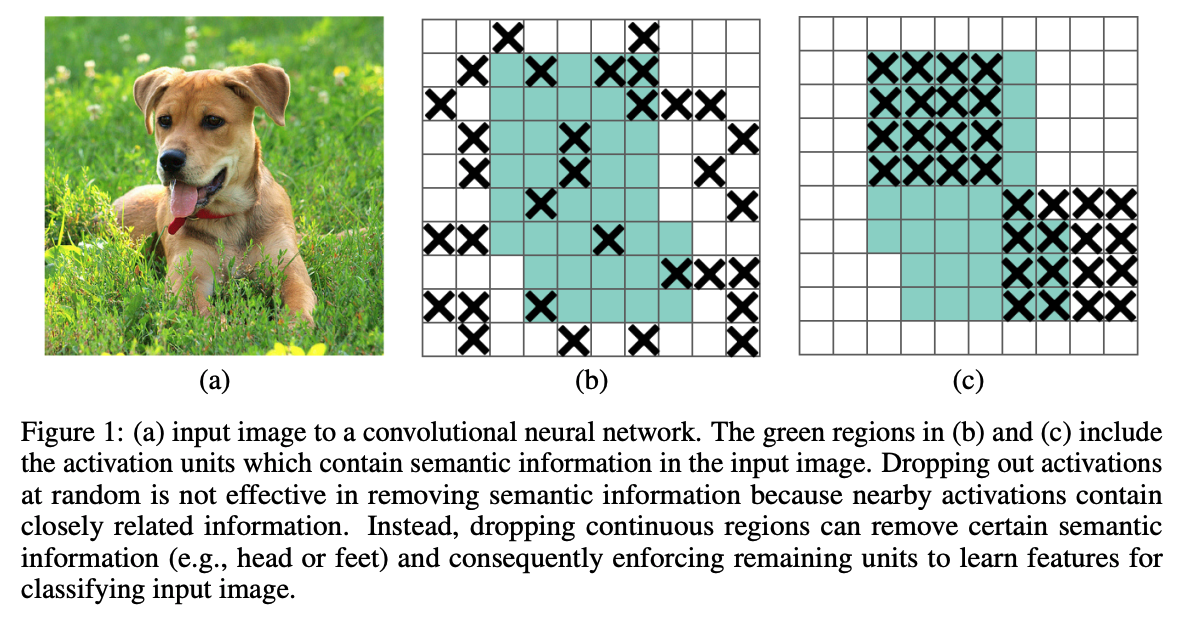 (a) (b) (c)
Figure 1: (a) input image to a convolutional neural network. The green regions in (b) and (c) include
the activation units which contain semantic information in the input image. Dropping out activations
at random is not effective in removing semantic information because nearby activations contain
closely related information. Instead, dropping continuous regions can remove certain semantic
information (e.g., head or feet) and consequently enforcing remaining units to learn features for
classifying input image.